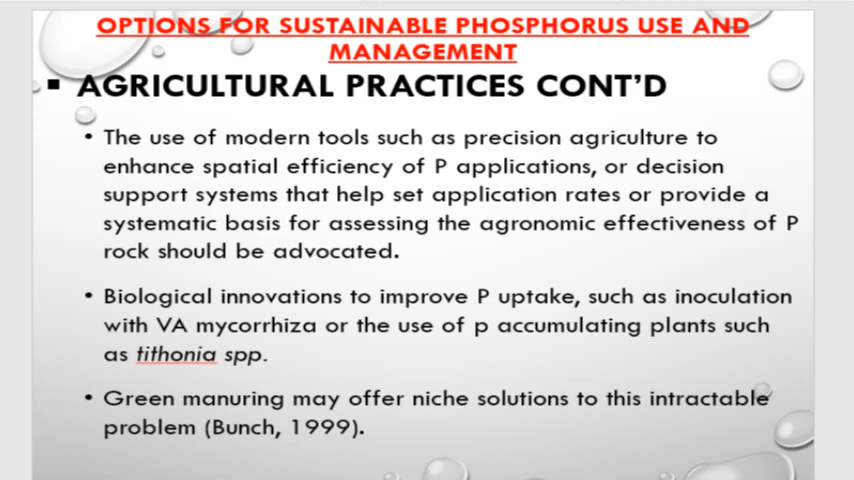 OPTIONS FOR SUSTAINABLE PHOSPHORUS USE AND
MANAGEMENT
▪ AGRICULTURAL PRACTICES CONT’D
• The use of modern tools such as precision agriculture to
enhance spatial efficiency of P applications, or decision
support systems that help set application rates or provide a
systematic basis for assessing the agronomic effectiveness of P
rock should be advocated.
• Biological innovations to improve P uptake, such as inoculation
with VA mycorrhiza or the use of p accumulating plants such
as tithonia spp.
• Green manuring may offer niche solutions to this intractable
problem (Bunch, 1999).